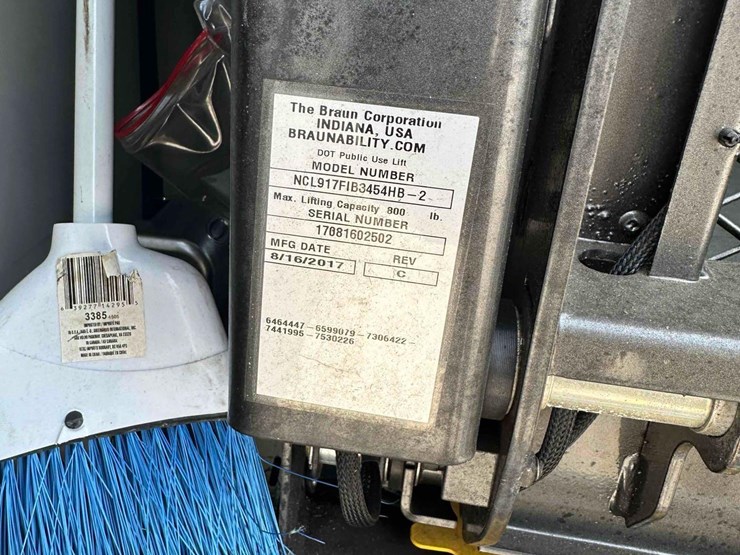 The Braun Corporation
INDIANA, USA
BRAUNABILITY.COM
DOT Public Use Lift
MODEL NUMBER
NCL917FIB3454HB-2
Max. Lifting Capacity 800 lb.
SERIAL NUMBER
17081602502
MFG DATE REV
8/16/2017 C
6464447-6599079-7306422-
7441995-7530226
3385